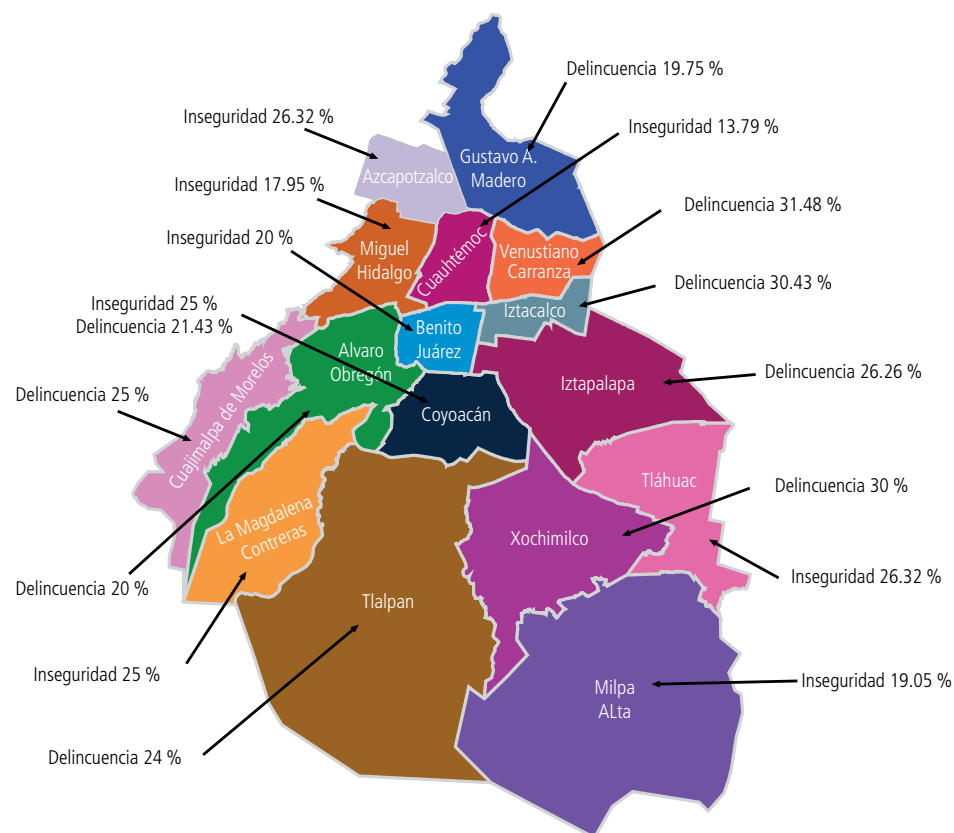 Delincuencia 19.75 %
Inseguridad 26.32 %
Inseguridad 13.79 %
Gustavo A.
Madero
Azcapotzalco
Inseguridad 17.95 %
Delincuencia 31.48 %
Inseguridad 20 %
Miguel
Hidalgo
Cuauhtémoc
Venustiano
Carranza
Delincuencia 30.43 %
Inseguridad 25 %
Delincuencia 21.43 %
Iztacalco
Benito
Juárez
Alvaro
Obregón
Iztapalapa
Delincuencia 26.26 %
Delincuencia 25 %
Cuajimalpa de Morelos
Coyoacán
Tláhuac
Delincuencia 30 %
La Magdalena
Contreras
Xochimilco
Inseguridad 26.32 %
Delincuencia 20 %
Tlalpan
Inseguridad 25 %
Inseguridad 19.05 %
Milpa
ALta
Delincuencia 24 %